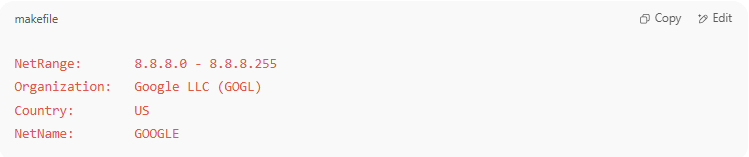 makefile Copy Edit
NetRange: 8.8.8.0 - 8.8.8.255
Organization: Google LLC (GOGL)
Country: US
NetName: GOOGLE